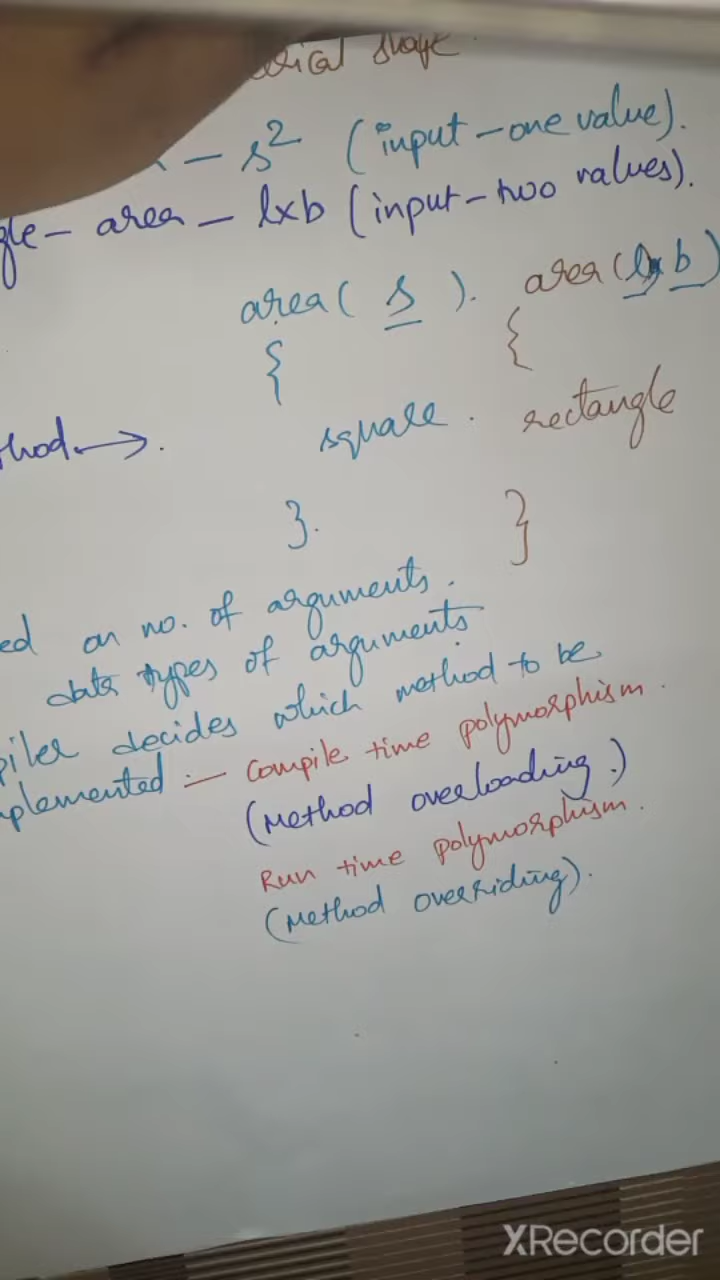 shape
– s² (input – one value).
– area – lxb (input – two values).
area( s ). area(l, b)
{ {
square. rectangle
}. }
on no. of arguments.
data types of arguments
decides which method to be
:– Compile time polymorphism.
(Method overloading.)
Run time polymorphism.
(Method overriding).
XRecorder